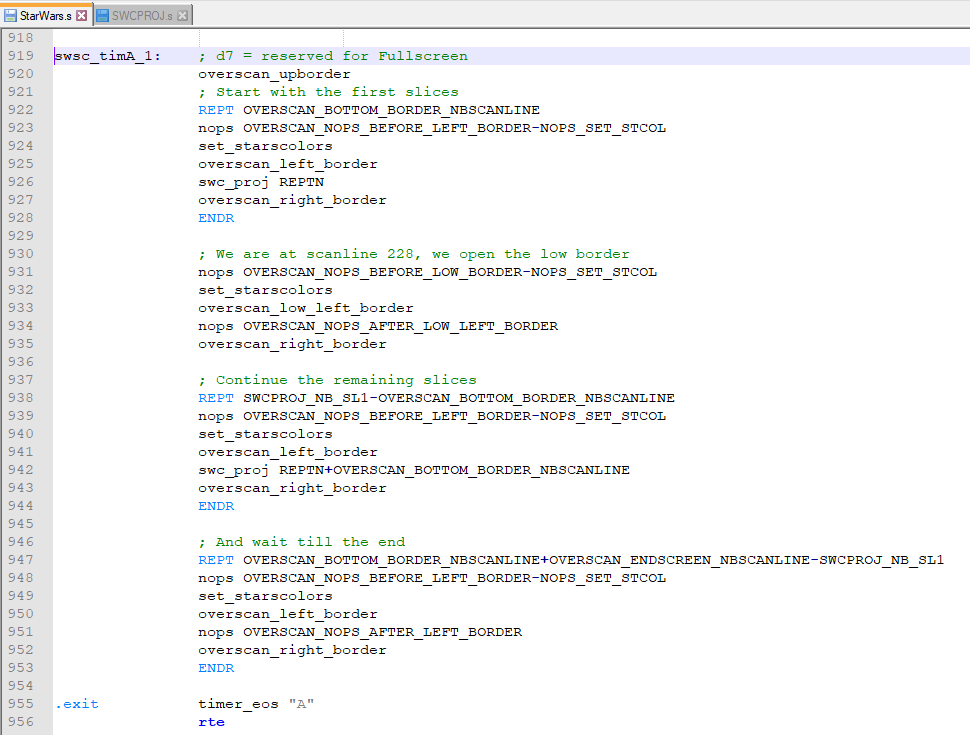 StarWars.s SWCPROJ.s
918
919 swsc_timA_1: ; d7 = reserved for Fullscreen
920 overscan_upborder
921 ; Start with the first slices
922 REPT OVERSCAN_BOTTOM_BORDER_NBSCANLINE
923 nops OVERSCAN_NOPS_BEFORE_LEFT_BORDER-NOPS_SET_STCOL
924 set_starscolors
925 overscan_left_border
926 swc_proj REPTN
927 overscan_right_border
928 ENDR
929
930 ; We are at scanline 228, we open the low border
931 nops OVERSCAN_NOPS_BEFORE_LOW_BORDER-NOPS_SET_STCOL
932 set_starscolors
933 overscan_low_left_border
934 nops OVERSCAN_NOPS_AFTER_LOW_LEFT_BORDER
935 overscan_right_border
936
937 ; Continue the remaining slices
938 REPT SWCPROJ_NB_SL1-OVERSCAN_BOTTOM_BORDER_NBSCANLINE
939 nops OVERSCAN_NOPS_BEFORE_LEFT_BORDER-NOPS_SET_STCOL
940 set_starscolors
941 overscan_left_border
942 swc_proj REPTN+OVERSCAN_BOTTOM_BORDER_NBSCANLINE
943 overscan_right_border
944 ENDR
945
946 ; And wait till the end
947 REPT OVERSCAN_BOTTOM_BORDER_NBSCANLINE+OVERSCAN_ENDSCREEN_NBSCANLINE-SWCPROJ_NB_SL1
948 nops OVERSCAN_NOPS_BEFORE_LEFT_BORDER-NOPS_SET_STCOL
949 set_starscolors
950 overscan_left_border
951 nops OVERSCAN_NOPS_AFTER_LEFT_BORDER
952 overscan_right_border
953 ENDR
954
955 .exit timer_eos "A"
956 rte